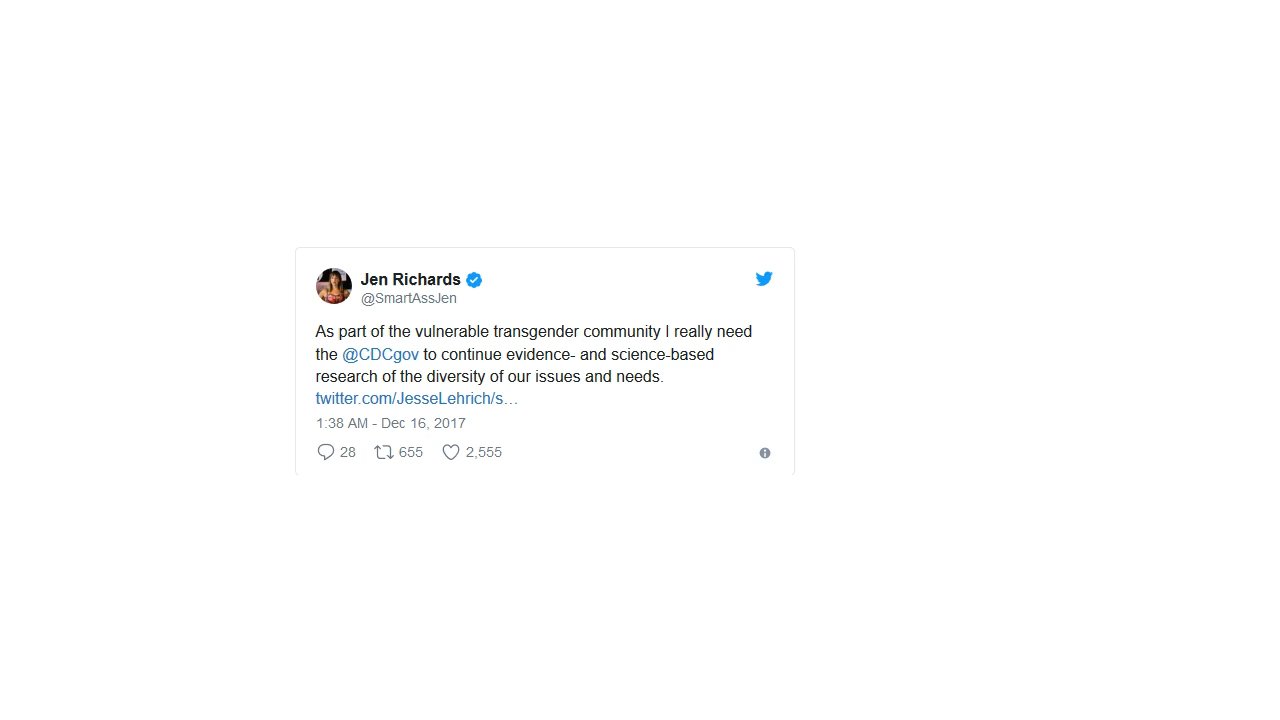 Jen Richards
@SmartAssJen
As part of the vulnerable transgender community I really need
the @CDCgov to continue evidence- and science-based
research of the diversity of our issues and needs.
twitter.com/JesseLehrich/s…
1:38 AM - Dec 16, 2017
28 655 2,555